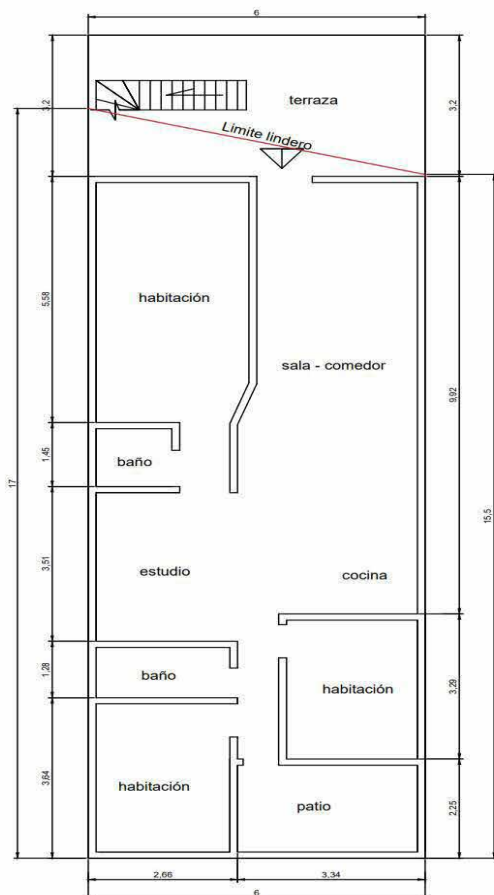 6
3,2
terraza
3,2
Limite lindero
habitación
5,58
sala - comedor
9,92
baño
1,45
17
15,5
3,51
estudio
cocina
baño
1,28
habitación
3,29
habitación
3,64
patio
2,25
2,66
3,34
6